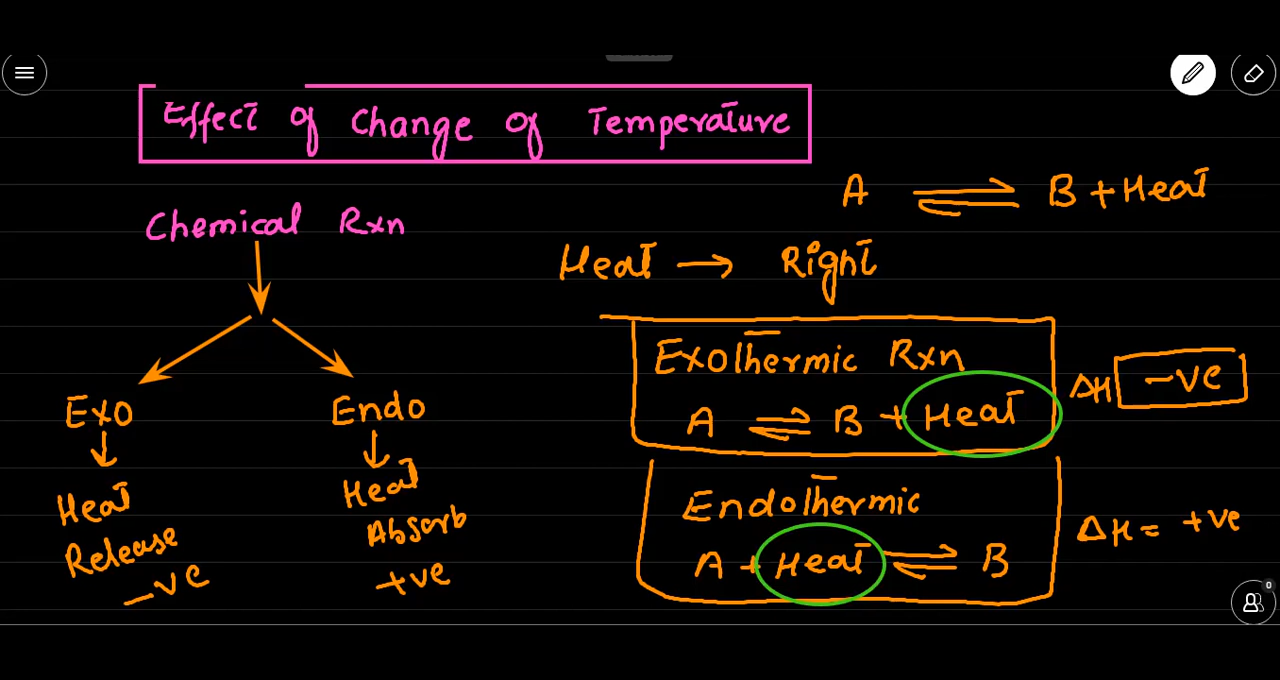 Effect of Change of Temperature
Chemical Rxn
Exo
Heat
Release
-ve
Endo
Heat
Absorb
+ve
A ⇌ B + Heat
Heat → Right
Exothermic Rxn
A ⇌ B + Heat
ΔH -ve
Endothermic
A + Heat ⇌ B
ΔH = +ve
0